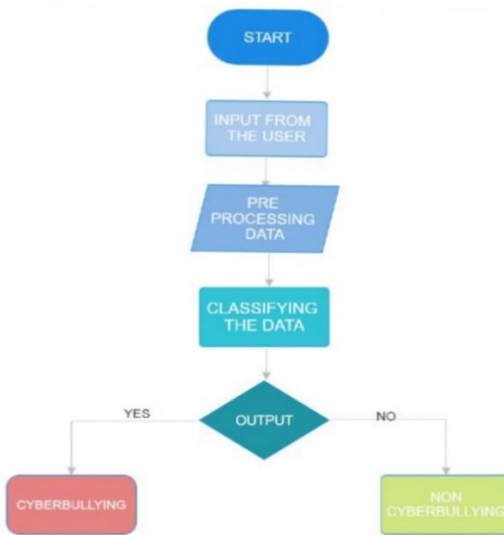 START
INPUT FROM
THE USER
PRE
PROCESSING
DATA
CLASSIFYING
THE DATA
YES
OUTPUT
NO
CYBERBULLYING
NON
CYBERBULLYING